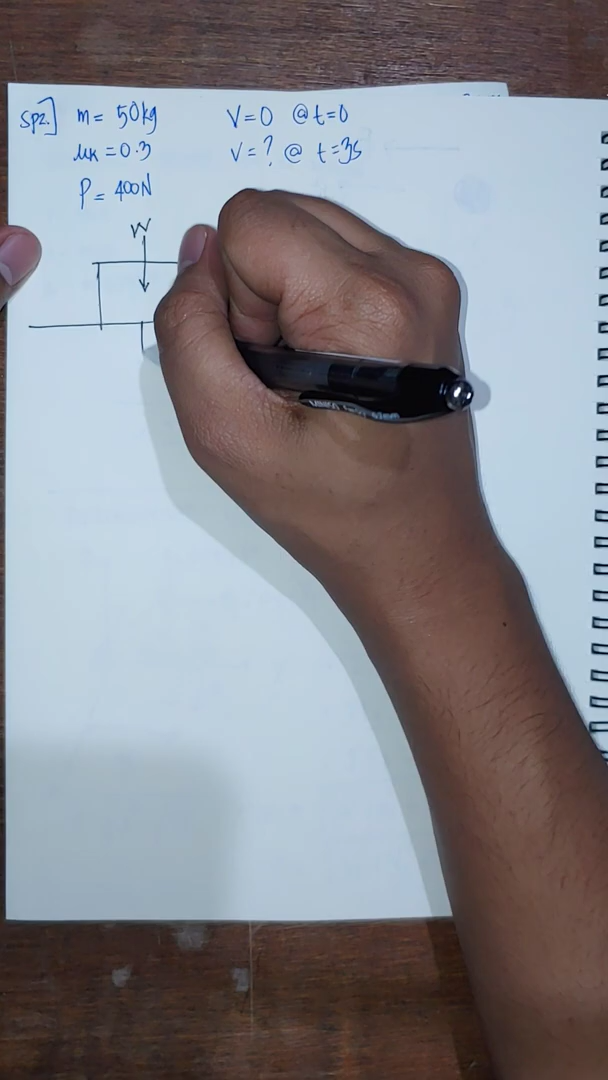 SP2.] m = 50kg V=0 @t=0
μk = 0.3 V = ? @ t=3s
P = 400N
W